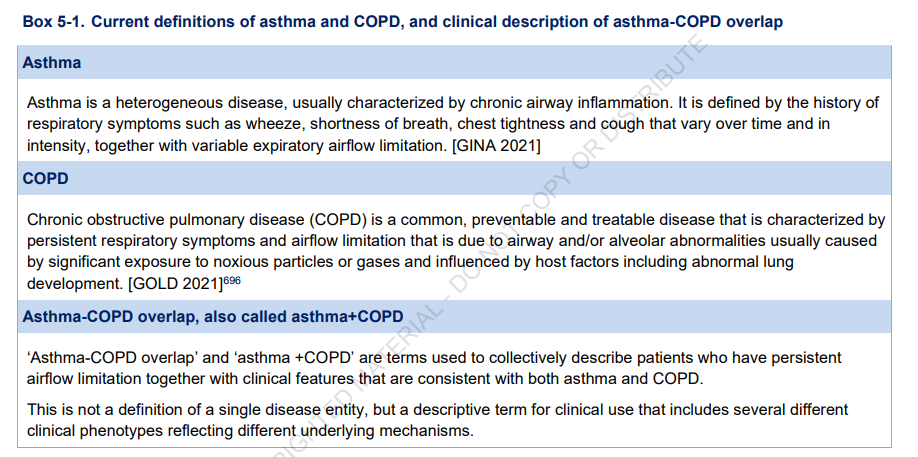 Box 5-1. Current definitions of asthma and COPD, and clinical description of asthma-COPD overlap
Asthma
Asthma is a heterogeneous disease, usually characterized by chronic airway inflammation. It is defined by the history of
respiratory symptoms such as wheeze, shortness of breath, chest tightness and cough that vary over time and in
intensity, together with variable expiratory airflow limitation. [GINA 2021]
COPD
Chronic obstructive pulmonary disease (COPD) is a common, preventable and treatable disease that is characterized by
persistent respiratory symptoms and airflow limitation that is due to airway and/or alveolar abnormalities usually caused
by significant exposure to noxious particles or gases and influenced by host factors including abnormal lung
development. [GOLD 2021]696
Asthma-COPD overlap, also called asthma+COPD
‘Asthma-COPD overlap’ and ‘asthma +COPD’ are terms used to collectively describe patients who have persistent
airflow limitation together with clinical features that are consistent with both asthma and COPD.
This is not a definition of a single disease entity, but a descriptive term for clinical use that includes several different
clinical phenotypes reflecting different underlying mechanisms.
RIGHTED MATERIAL - DO NOT COPY OR DISTRIBUTE